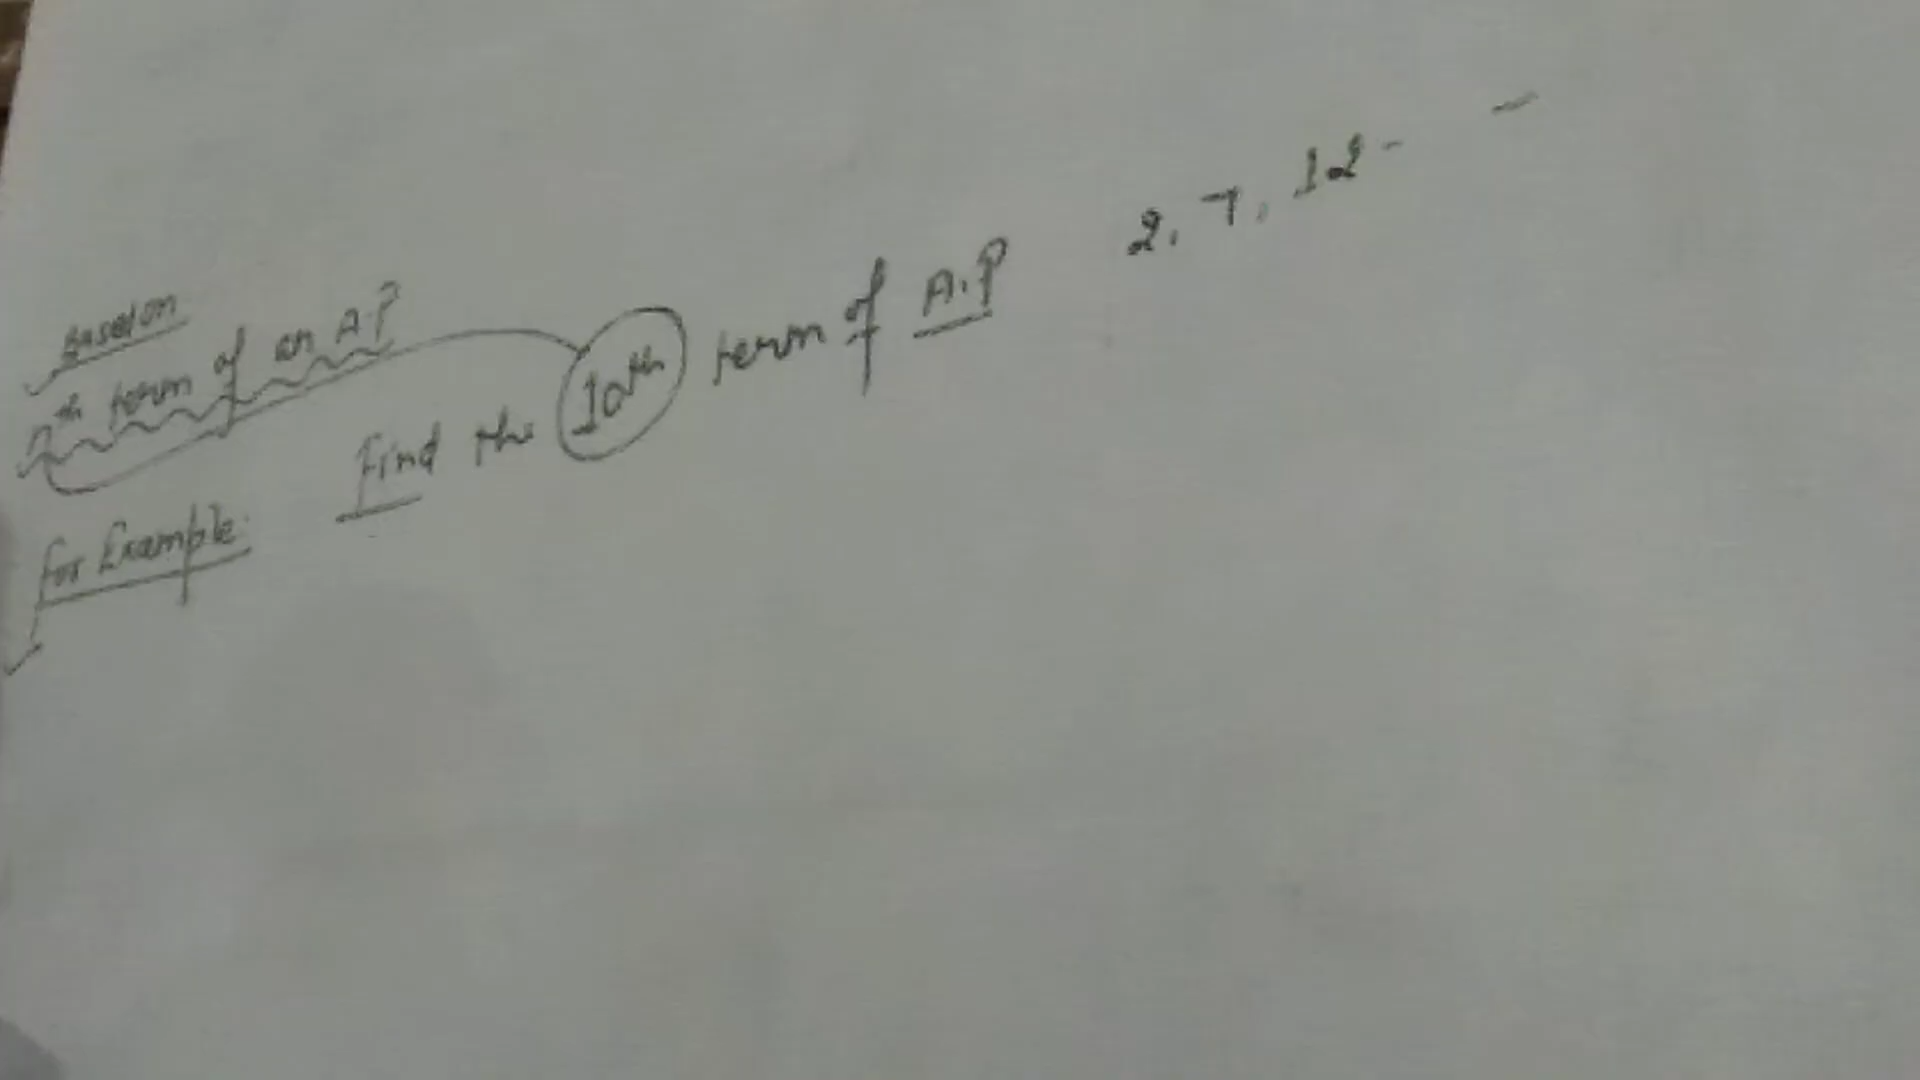 Based on
nth term of an A.P
For Example: Find the 10th term of A.P 2, 7, 12 - -